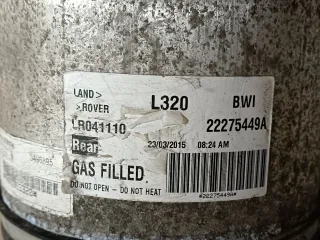 LAND> L320 BWI
>ROVER
LR041110 22275449A
Rear 23/03/2015 08:24 AM
GAS FILLED.
DO NOT OPEN - DO NOT HEAT *22275449A*